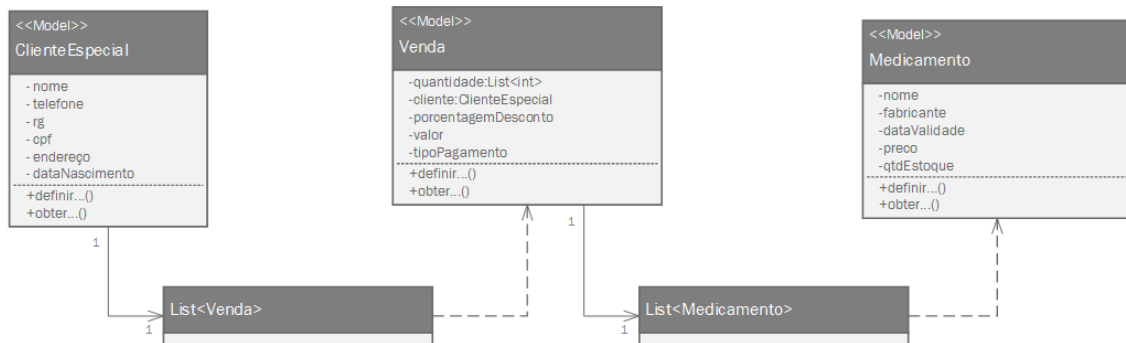 <<Model>>
ClienteEspecial
- nome
- telefone
- rg
- cpf
- endereço
- dataNascimento
+definir...()
+obter...()
1
1
List<Venda>
<<Model>>
Venda
-quantidade:List<int>
-cliente:ClienteEspecial
-porcentagemDesconto
-valor
-tipoPagamento
+definir...()
+obter...()
1
1
List<Medicamento>
<<Model>>
Medicamento
-nome
-fabricante
-dataValidade
-preco
-qtdEstoque
+definir...()
+obter...()